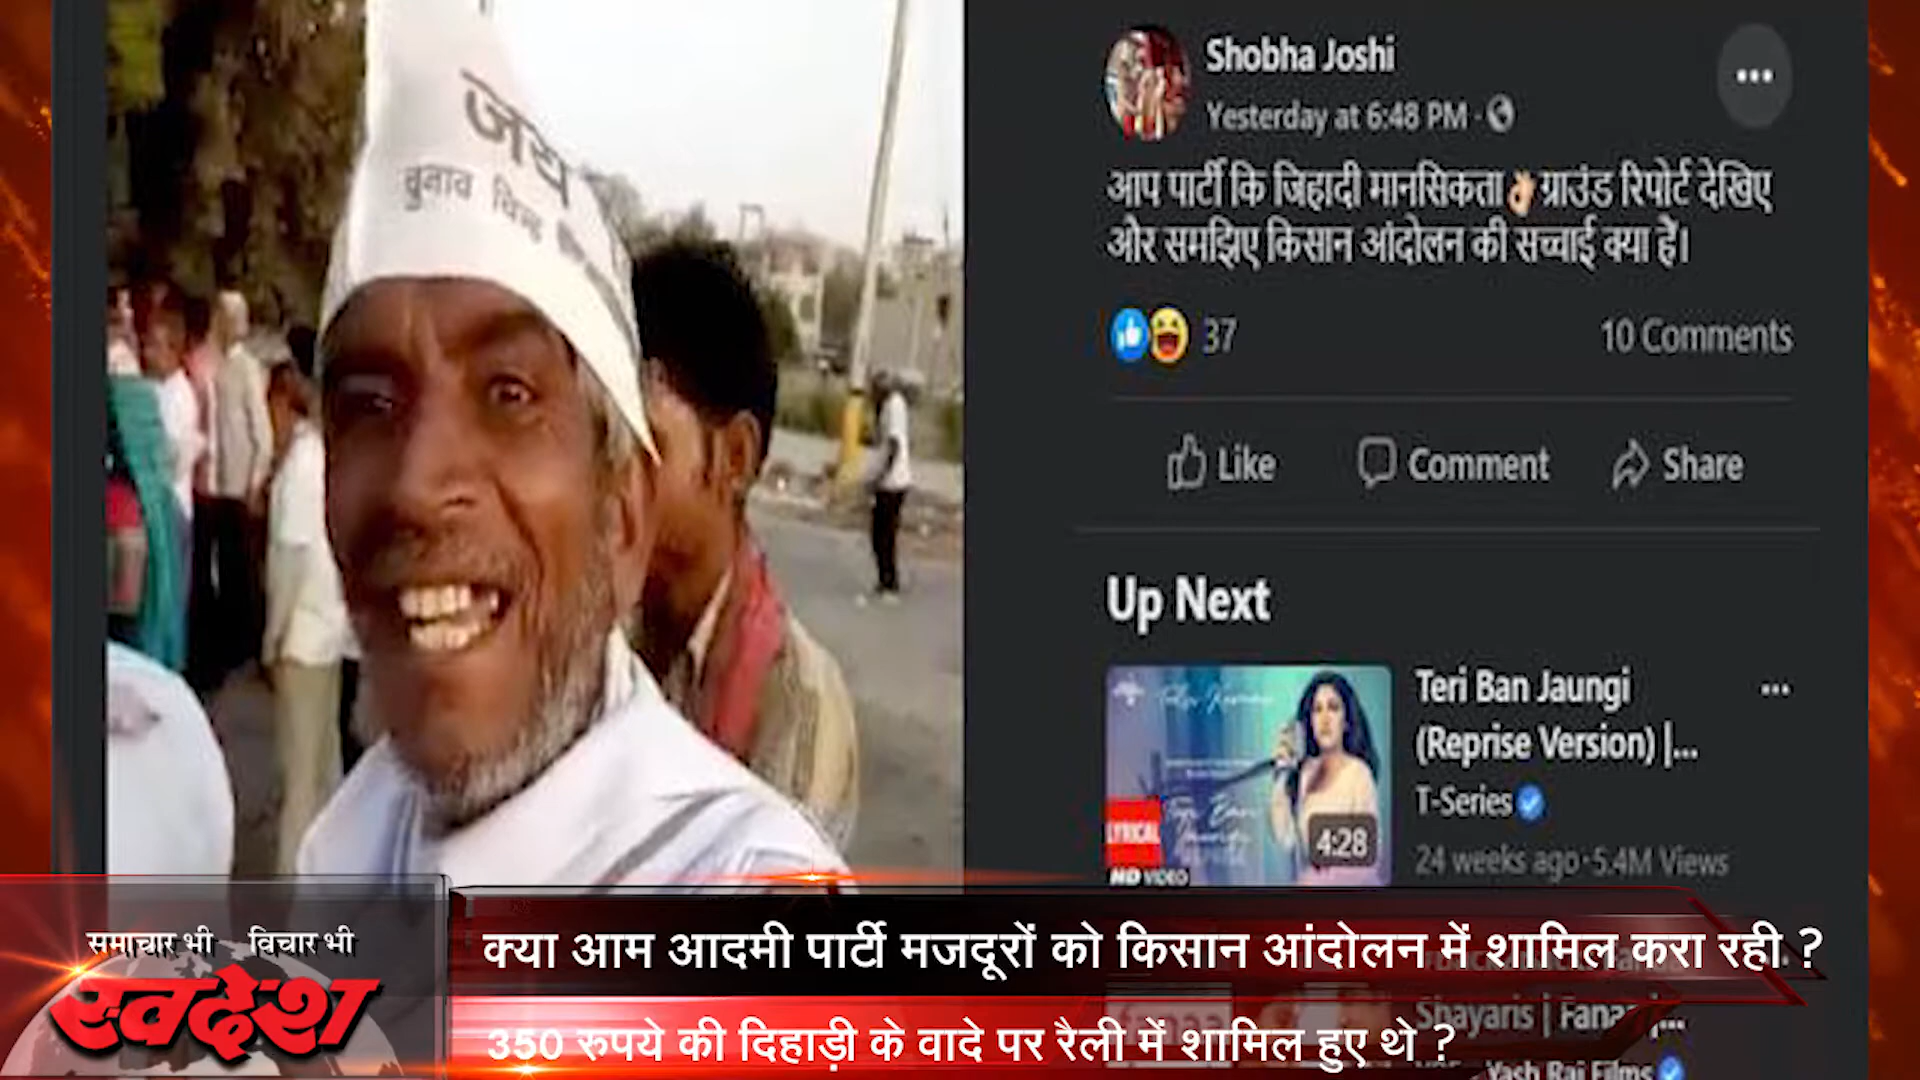 जय
चुनाव चिन्ह
Shobha Joshi
Yesterday at 6:48 PM ·
आप पार्टी कि जिहादी मानसिकता👌🏻ग्राउंड रिपोर्ट देखिए
ओर समझिए किसान आंदोलन की सच्चाई क्या हें।
37
10 Comments
Like Comment Share
Up Next
Teri Ban Jaungi
(Reprise Version) |...
T-Series
24 weeks ago · 5.4M Views
LYRICAL
HD VIDEO
4:28
समाचार भी विचार भी
स्वदेश
क्या आम आदमी पार्टी मजदूरों को किसान आंदोलन में शामिल करा रही ?
Shayaris | Fanaa |...
350 रुपये की दिहाड़ी के वादे पर रैली में शामिल हुए थे ?
Yash Raj Films